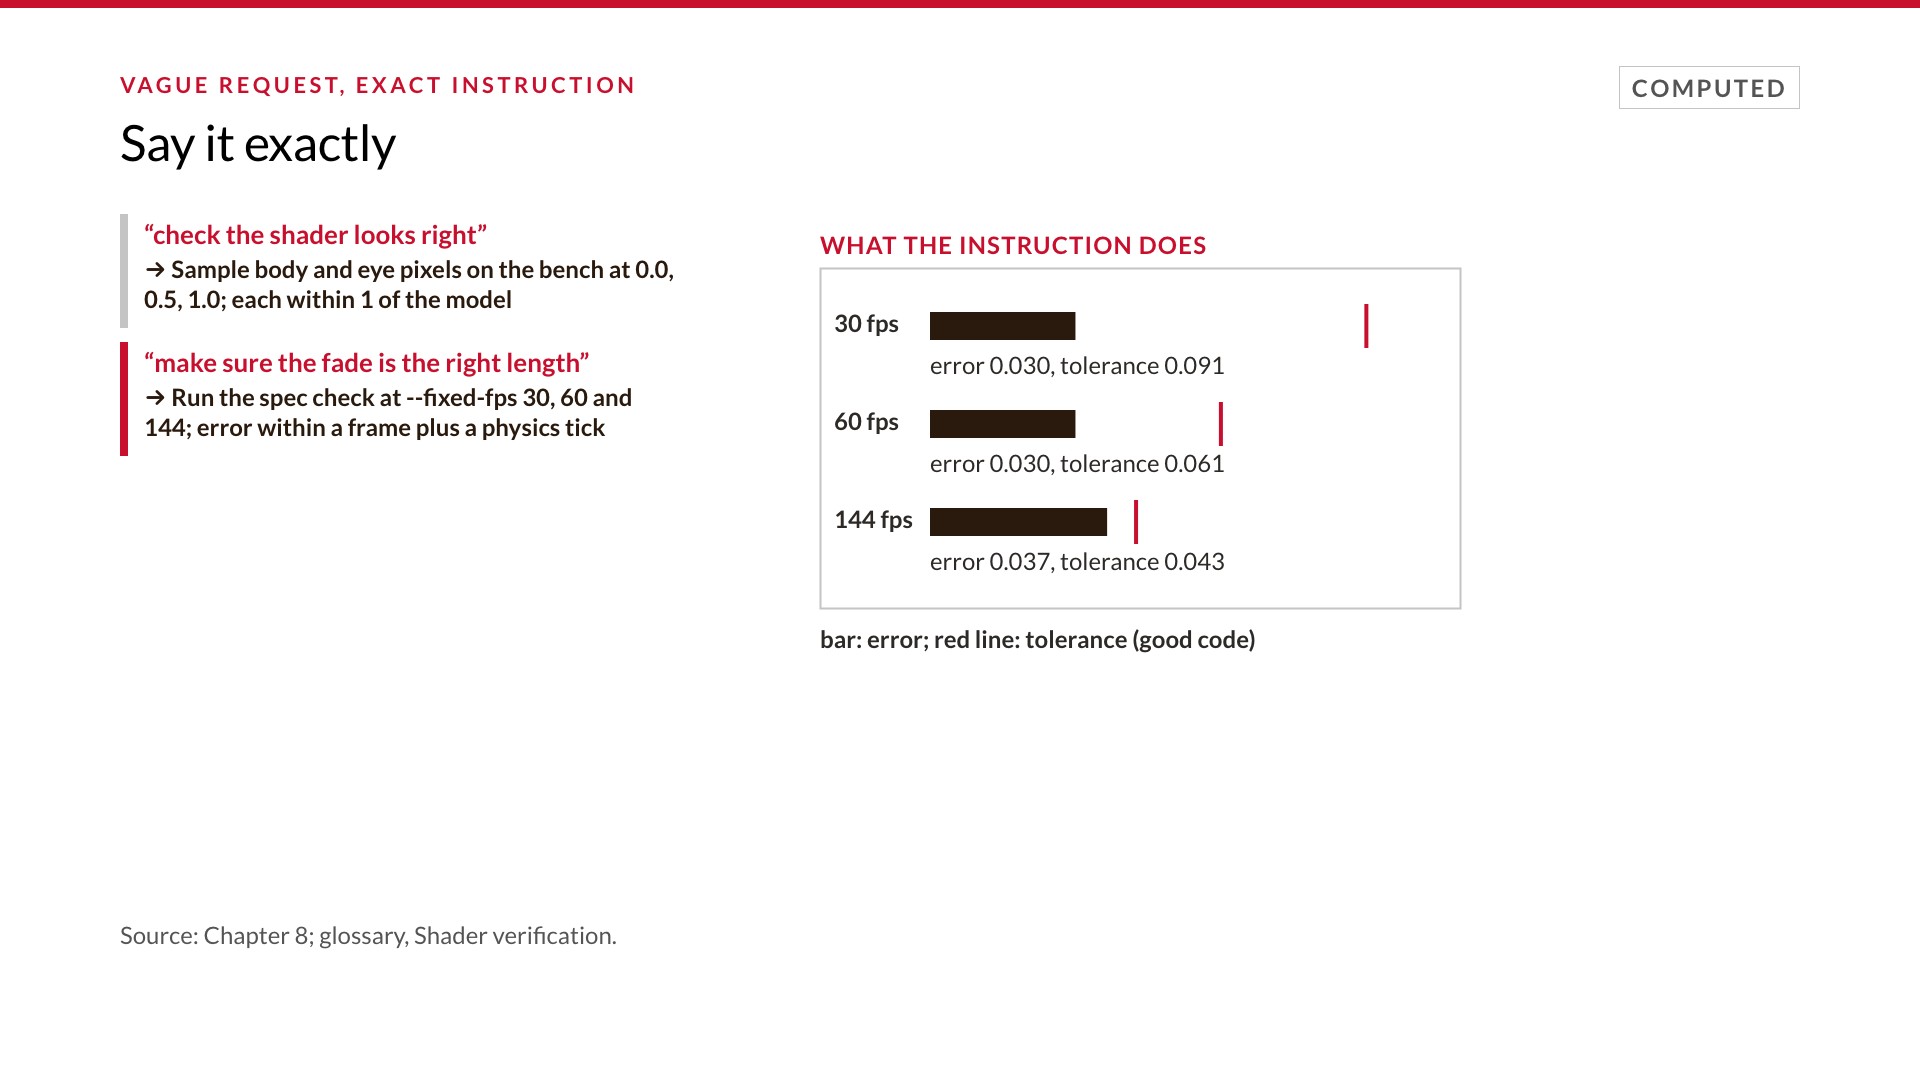 VAGUE REQUEST, EXACT INSTRUCTION
COMPUTED
Say it exactly
“check the shader looks right”
→ Sample body and eye pixels on the bench at 0.0,
0.5, 1.0; each within 1 of the model
“make sure the fade is the right length”
→ Run the spec check at --fixed-fps 30, 60 and
144; error within a frame plus a physics tick
WHAT THE INSTRUCTION DOES
30 fps
error 0.030, tolerance 0.091
60 fps
error 0.030, tolerance 0.061
144 fps
error 0.037, tolerance 0.043
bar: error; red line: tolerance (good code)
Source: Chapter 8; glossary, Shader verification.